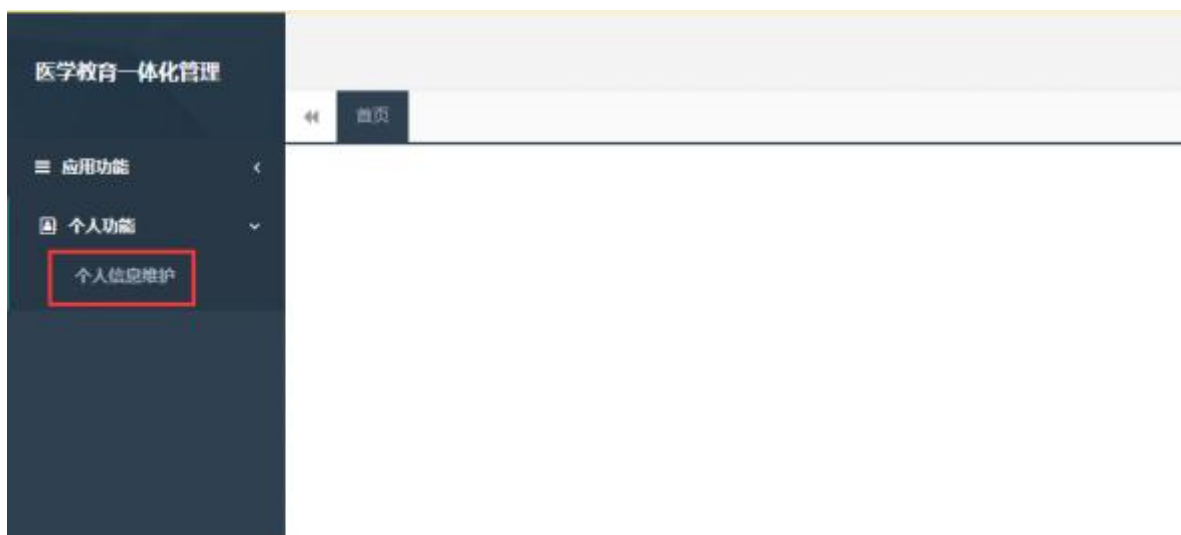 医学教育一体化管理
首页
应用功能
个人功能
个人信息维护